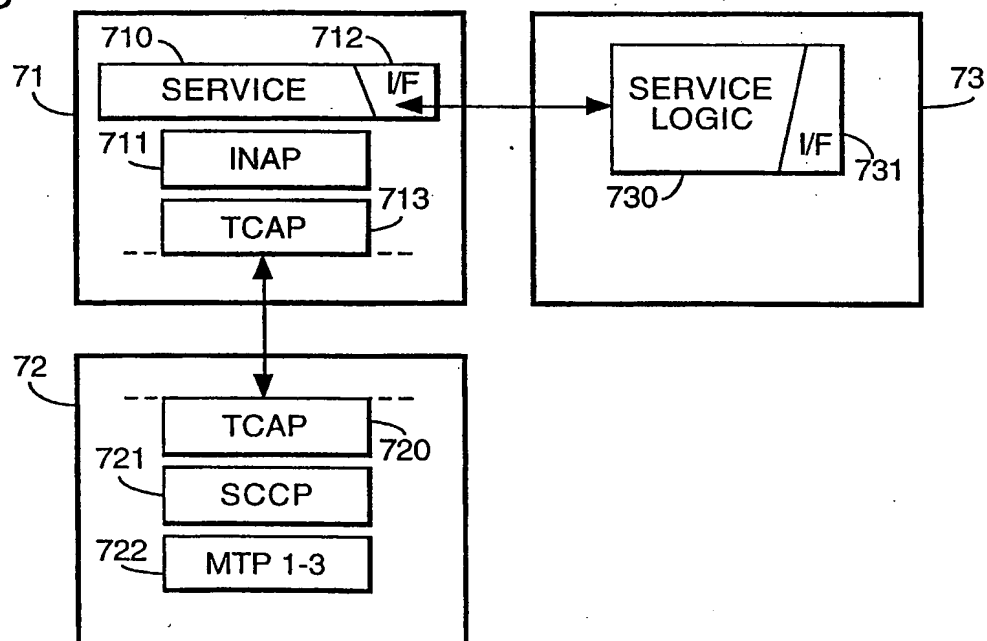 710
712
71
SERVICE
I/F
711
INAP
713
TCAP
73
SERVICE
LOGIC
I/F
731
730
72
TCAP
720
721
SCCP
722
MTP 1-3